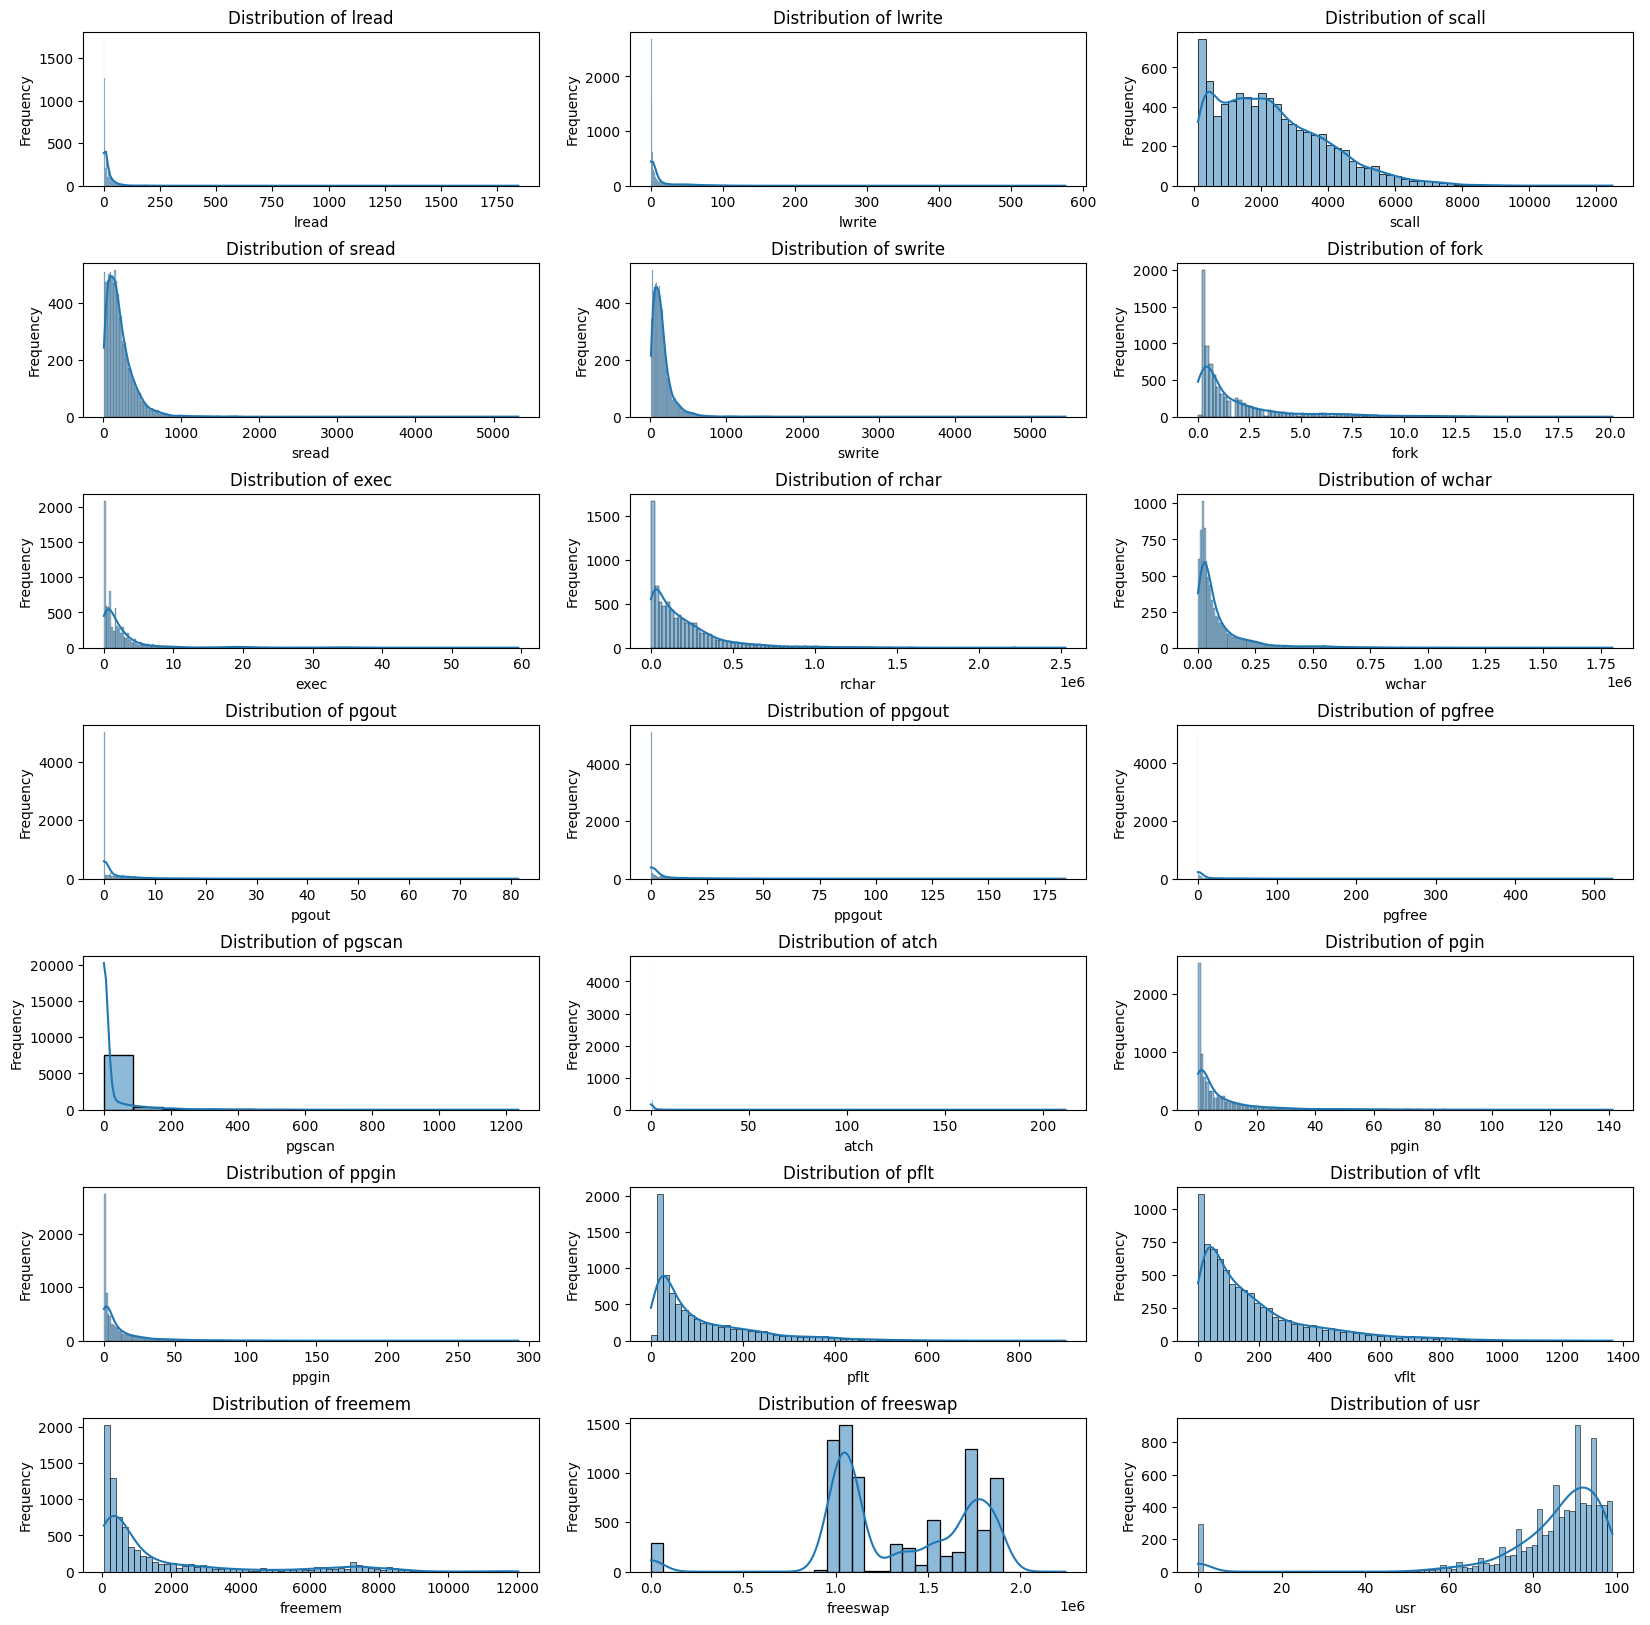 Distribution of lread
Frequency
1500
1000
500
0
0 250 500 750 1000 1250 1500 1750
lread
Distribution of lwrite
Frequency
2000
1000
0
0 100 200 300 400 500 600
lwrite
Distribution of scall
Frequency
600
400
200
0
0 2000 4000 6000 8000 10000 12000
scall
Distribution of sread
Frequency
400
200
0
0 1000 2000 3000 4000 5000
sread
Distribution of swrite
Frequency
400
200
0
0 1000 2000 3000 4000 5000
swrite
Distribution of fork
Frequency
2000
1500
1000
500
0
0.0 2.5 5.0 7.5 10.0 12.5 15.0 17.5 20.0
fork
Distribution of exec
Frequency
2000
1500
1000
500
0
0 10 20 30 40 50 60
exec
Distribution of rchar
Frequency
1500
1000
500
0
0.0 0.5 1.0 1.5 2.0 2.5
1e6
rchar
Distribution of wchar
Frequency
1000
750
500
250
0
0.00 0.25 0.50 0.75 1.00 1.25 1.50 1.75
1e6
wchar
Distribution of pgout
Frequency
4000
2000
0
0 10 20 30 40 50 60 70 80
pgout
Distribution of ppgout
Frequency
4000
2000
0
0 25 50 75 100 125 150 175
ppgout
Distribution of pgfree
Frequency
4000
2000
0
0 100 200 300 400 500
pgfree
Distribution of pgscan
Frequency
20000
15000
10000
5000
0
0 200 400 600 800 1000 1200
pgscan
Distribution of atch
Frequency
4000
3000
2000
1000
0
0 50 100 150 200
atch
Distribution of pgin
Frequency
2000
1000
0
0 20 40 60 80 100 120 140
pgin
Distribution of ppgin
Frequency
2000
1000
0
0 50 100 150 200 250 300
ppgin
Distribution of pflt
Frequency
2000
1500
1000
500
0
0 200 400 600 800
pflt
Distribution of vflt
Frequency
1000
750
500
250
0
0 200 400 600 800 1000 1200 1400
vflt
Distribution of freemem
Frequency
2000
1500
1000
500
0
0 2000 4000 6000 8000 10000 12000
freemem
Distribution of freeswap
Frequency
1500
1000
500
0
0.0 0.5 1.0 1.5 2.0
1e6
freeswap
Distribution of usr
Frequency
800
600
400
200
0
0 20 40 60 80 100
usr